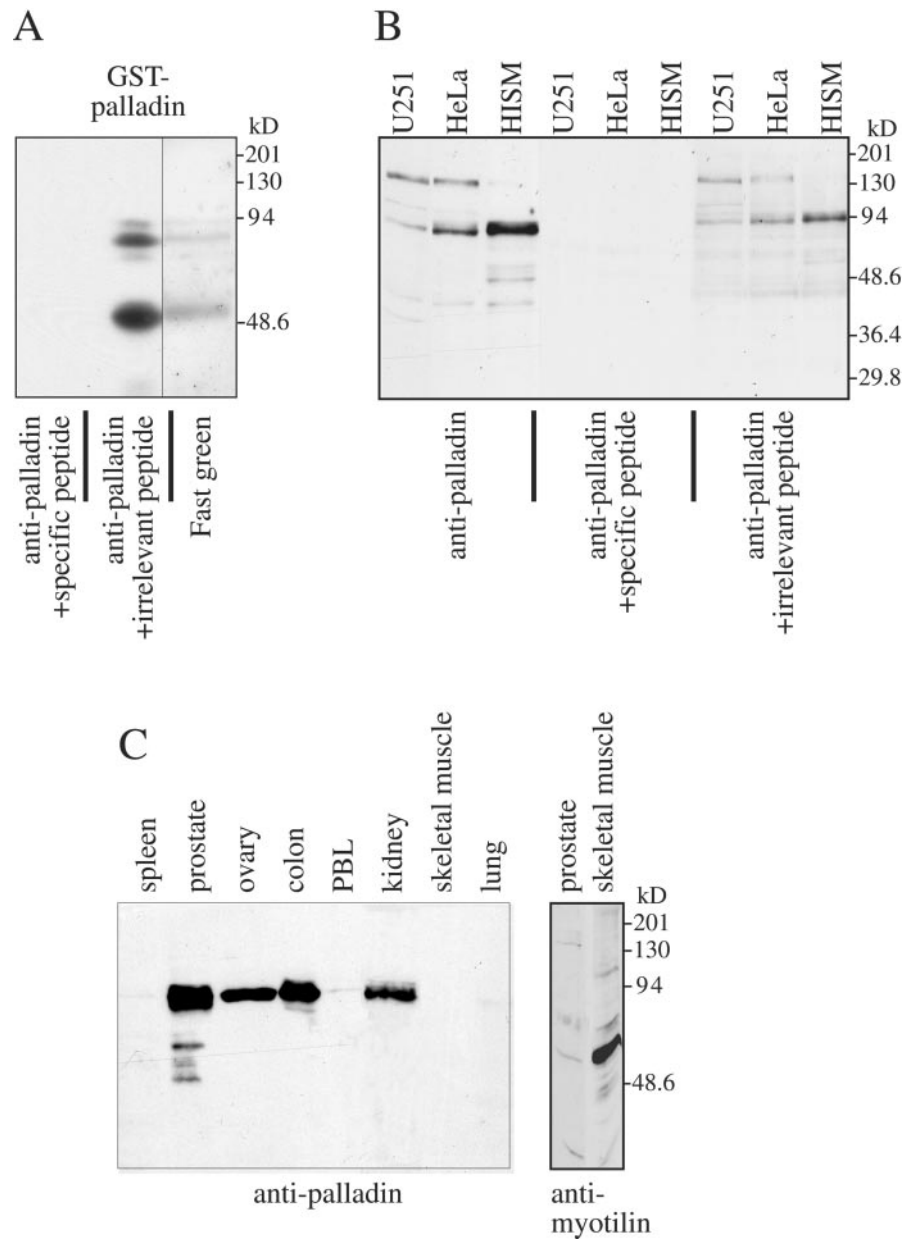 A
GST-
palladin
kD
201
130
94
48.6
anti-palladin
+specific peptide
anti-palladin
+irrelevant peptide
Fast green
B
U251
HeLa
HISM
U251
HeLa
HISM
U251
HeLa
HISM
kD
201
130
94
48.6
36.4
29.8
anti-palladin
anti-palladin
+specific peptide
anti-palladin
+irrelevant peptide
C
spleen
prostate
ovary
colon
PBL
kidney
skeletal muscle
lung
anti-palladin
prostate
skeletal muscle
kD
201
130
94
48.6
anti-
myotilin